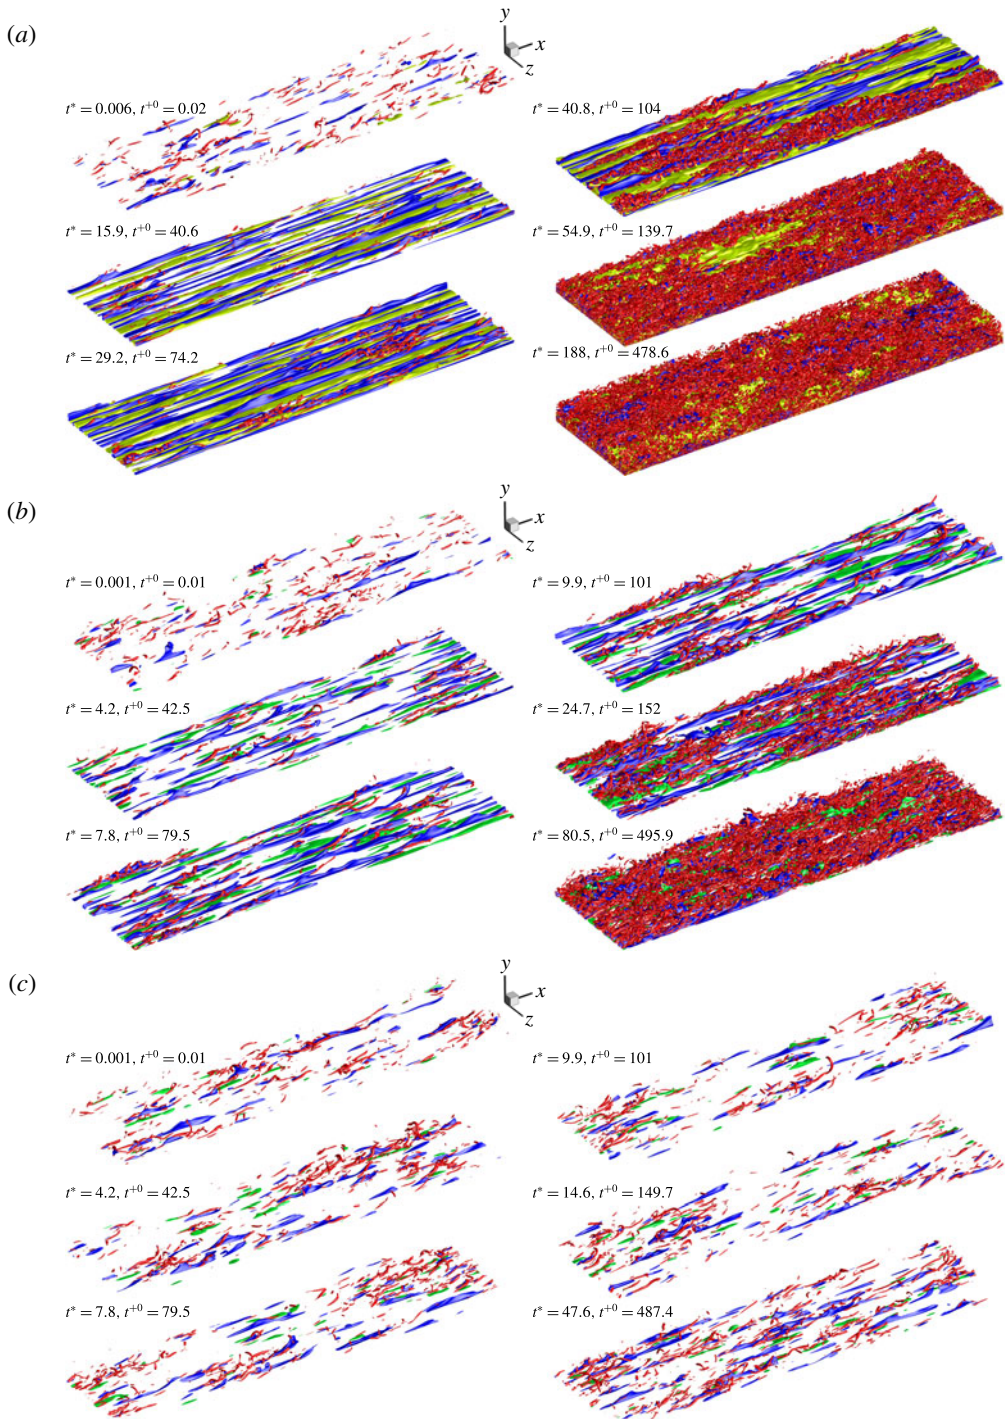 (a)
y
x
z
t* = 0.006, t+0 = 0.02
t* = 15.9, t+0 = 40.6
t* = 29.2, t+0 = 74.2
t* = 40.8, t+0 = 104
t* = 54.9, t+0 = 139.7
t* = 188, t+0 = 478.6
(b)
y
x
z
t* = 0.001, t+0 = 0.01
t* = 4.2, t+0 = 42.5
t* = 7.8, t+0 = 79.5
t* = 9.9, t+0 = 101
t* = 24.7, t+0 = 152
t* = 80.5, t+0 = 495.9
(c)
y
x
z
t* = 0.001, t+0 = 0.01
t* = 4.2, t+0 = 42.5
t* = 7.8, t+0 = 79.5
t* = 9.9, t+0 = 101
t* = 14.6, t+0 = 149.7
t* = 47.6, t+0 = 487.4